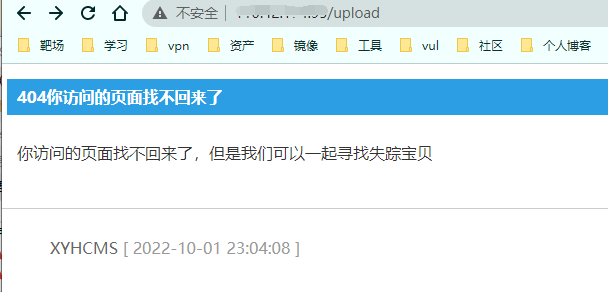 不安全 /upload
靶场 学习 vpn 资产 镜像 工具 vul 社区 个人博客
404你访问的页面找不回来了
你访问的页面找不回来了，但是我们可以一起寻找失踪宝贝
XYHCMS [ 2022-10-01 23:04:08 ]